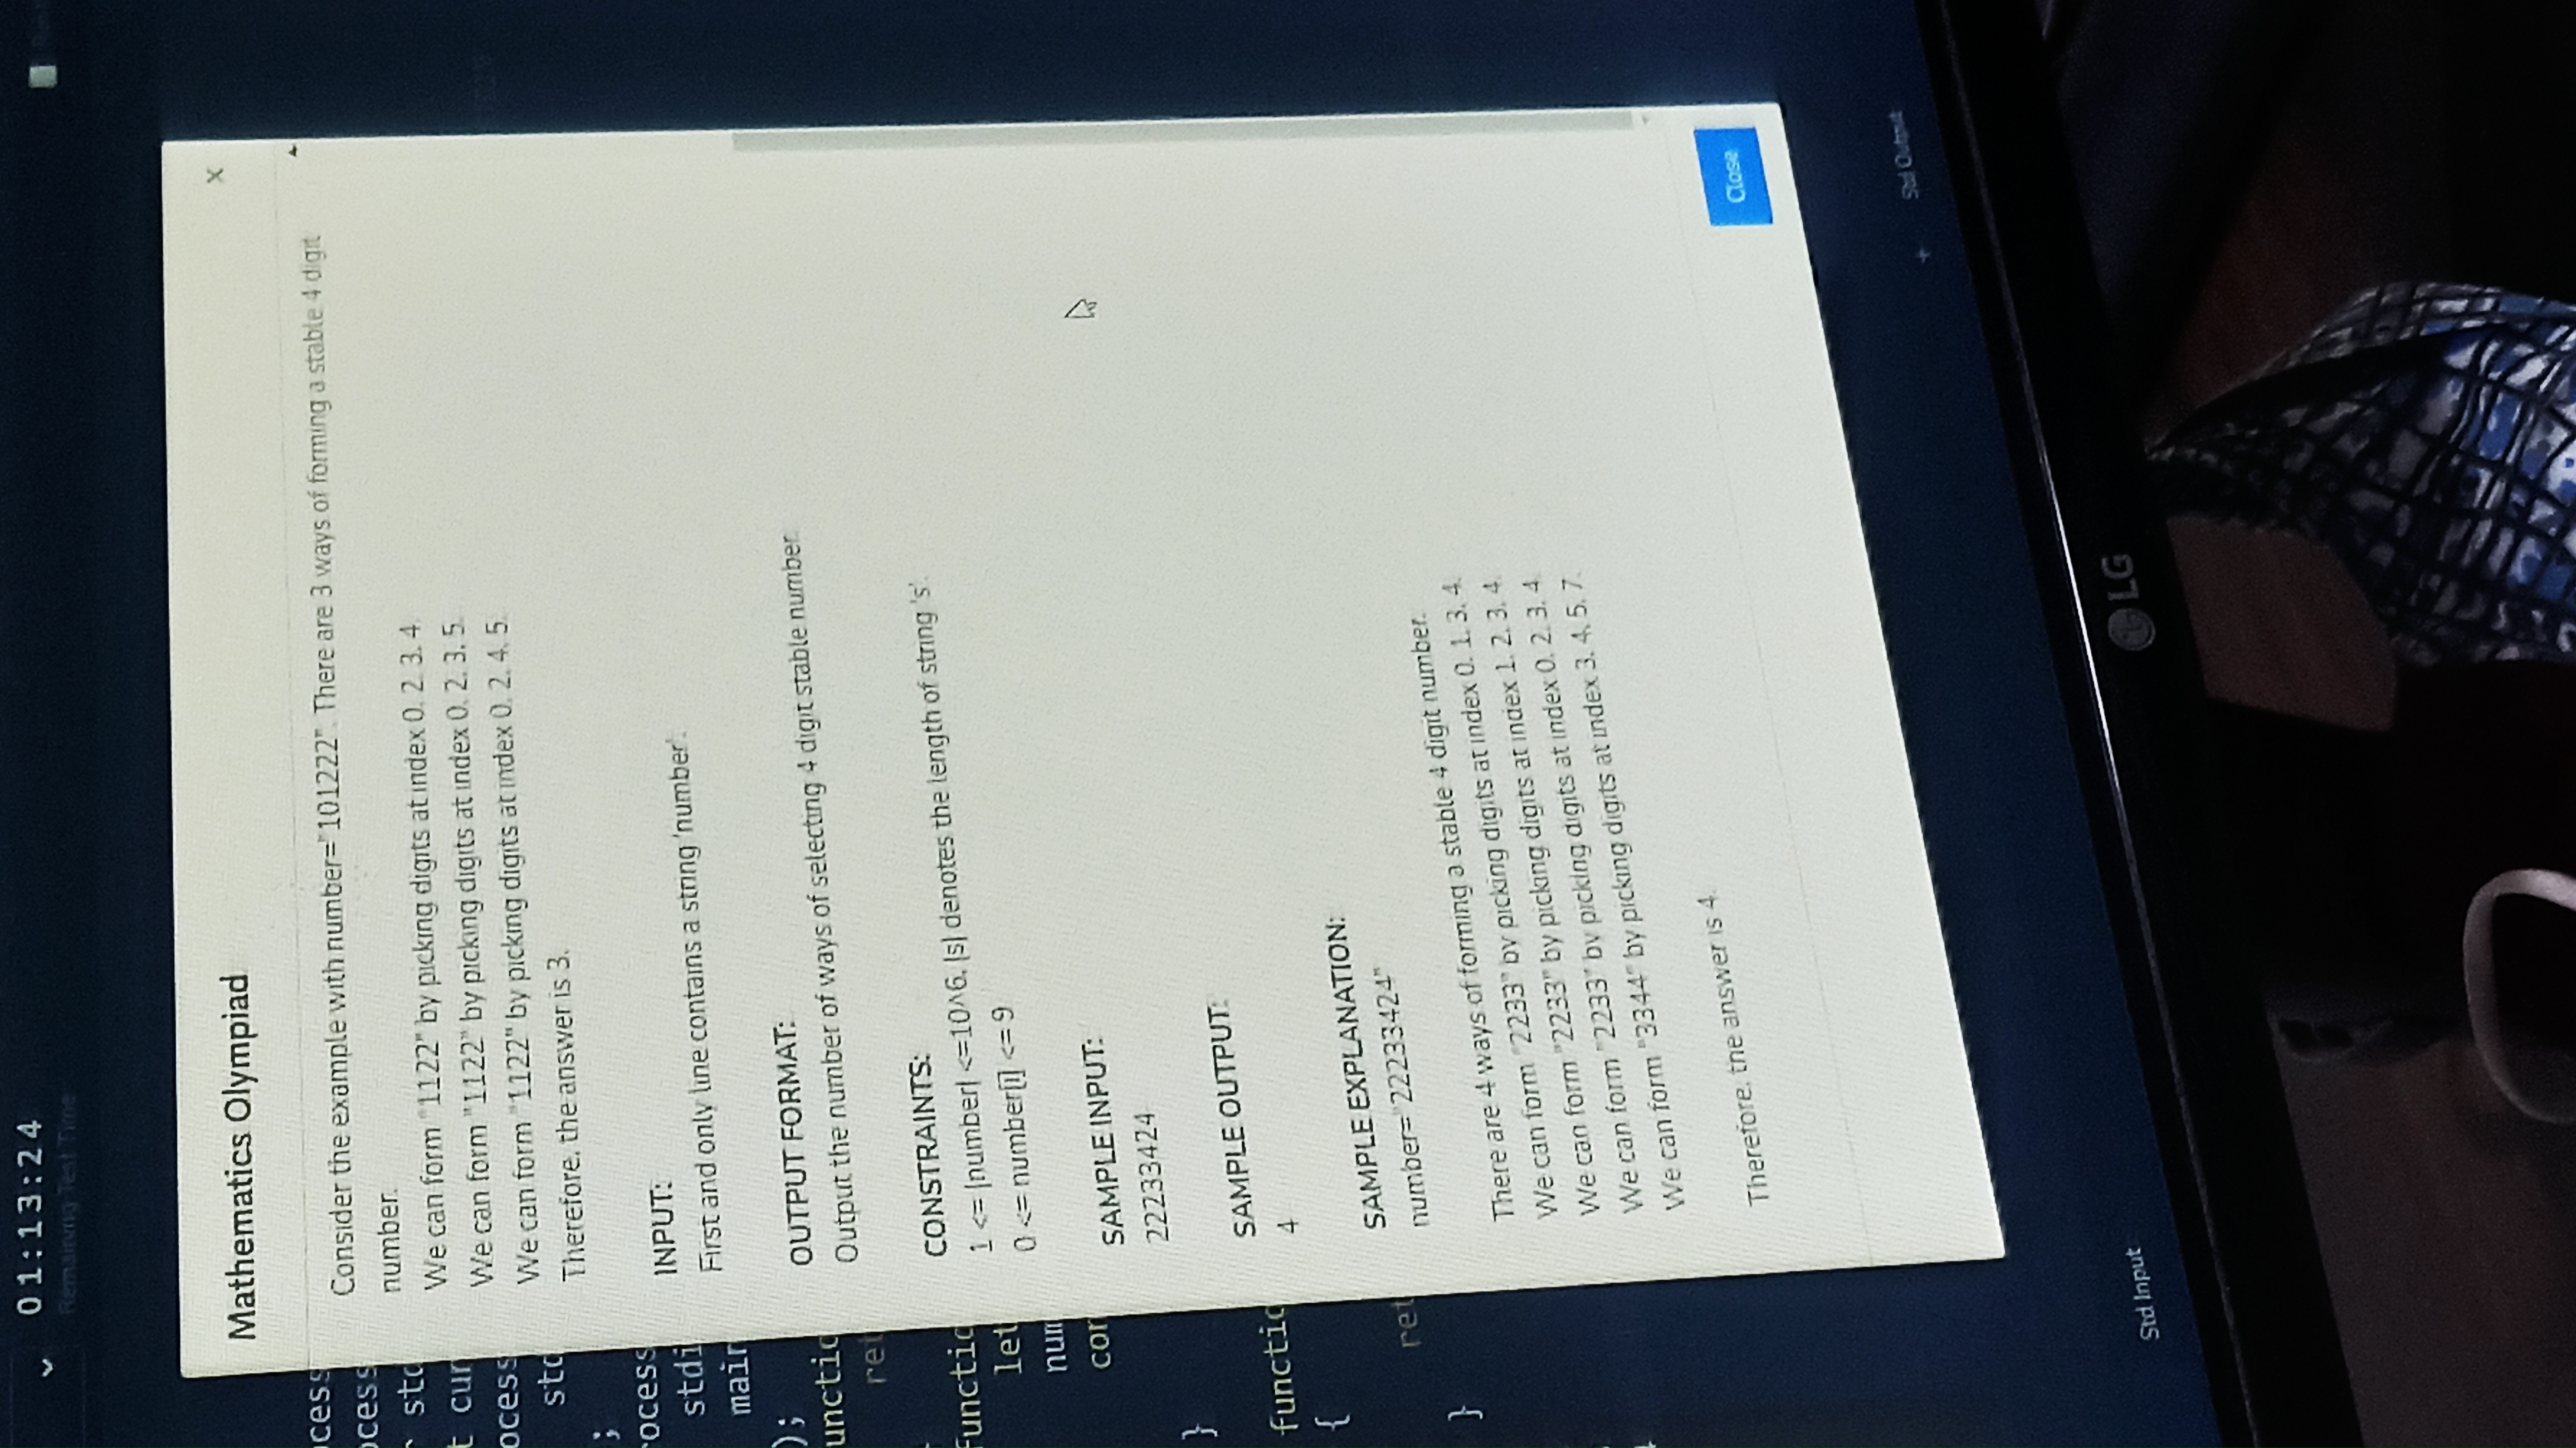 01:13:24
Remaining Test Time
Mathematics Olympiad
x
Consider the example with number="101222". There are 3 ways of forming a stable 4 digit
number.
We can form "1122" by picking digits at index 0, 2, 3, 4.
We can form "1122" by picking digits at index 0, 2, 3, 5.
We can form "1122" by picking digits at index 0, 2, 4, 5.
Therefore, the answer is 3.
INPUT:
First and only line contains a string 'number'.
OUTPUT FORMAT:
Output the number of ways of selecting 4 digit stable number.
CONSTRAINTS:
1 <= |number| <=10^6, |s| denotes the length of string 's'.
0 <= number[i] <= 9
SAMPLE INPUT:
22233424
SAMPLE OUTPUT:
4
SAMPLE EXPLANATION:
number="22233424"
There are 4 ways of forming a stable 4 digit number.
We can form "2233" by picking digits at index 0, 1, 3, 4.
We can form "2233" by picking digits at index 1, 2, 3, 4.
We can form "2233" by picking digits at index 0, 2, 3, 4.
We can form "3344" by picking digits at index 3, 4, 5, 7.
Therefore, the answer is 4.
Close
ocess
ocess
std
t cur
ocess
std
;
rocess
stdi
main
);
unctio
ret
functio
let
num
con
}
functio
{
ret
}
+ Std Output
Std Input
LG